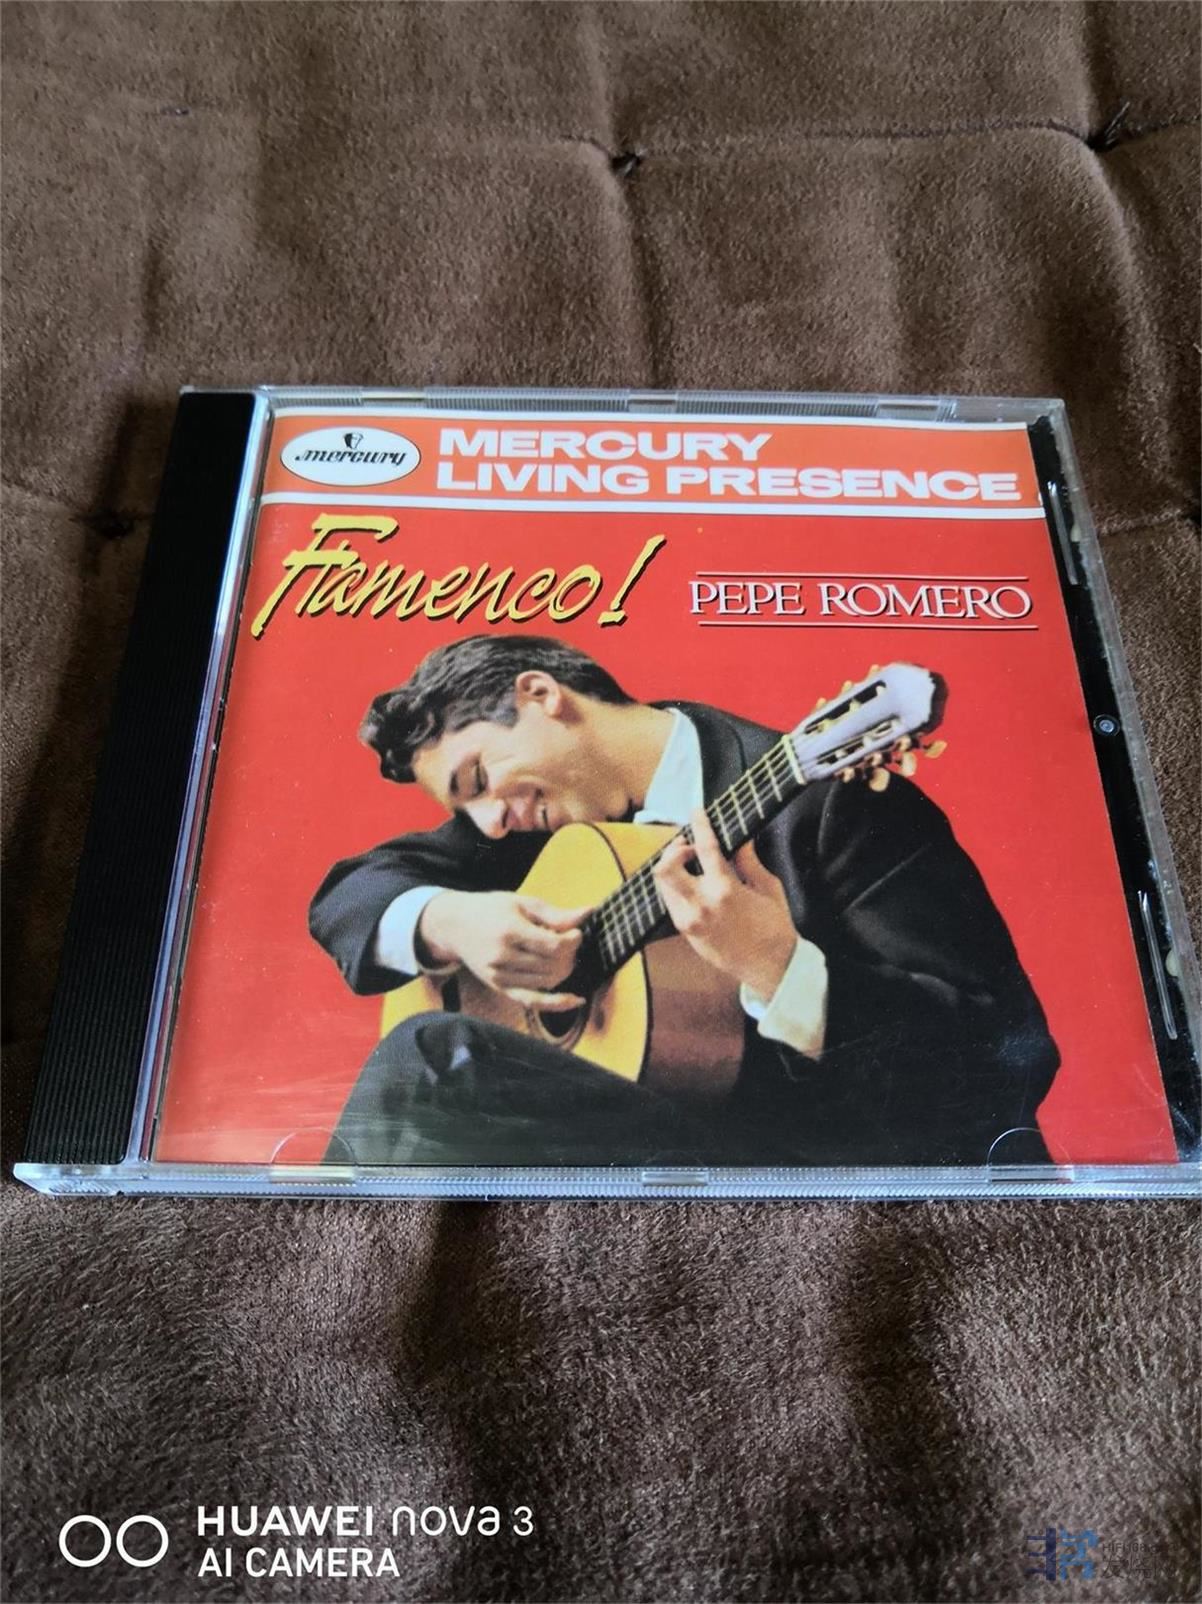 mercury
MERCURY
LIVING PRESENCE
Flamenco!
PEPE ROMERO
HUAWEI nova 3
AI CAMERA